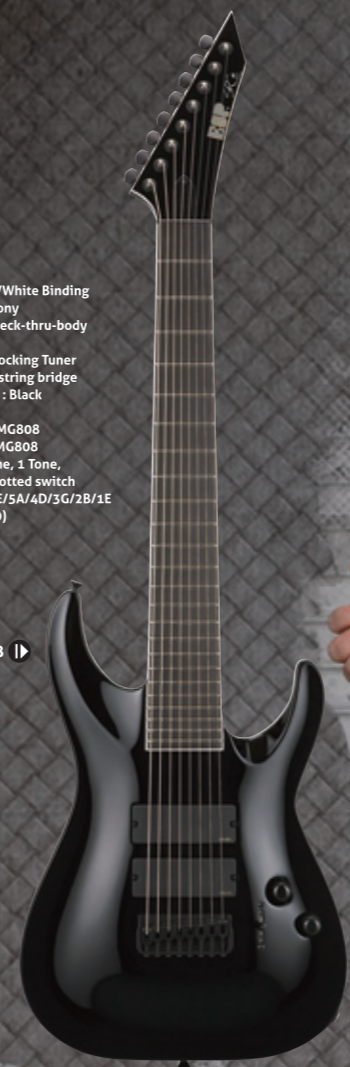 /White Binding
ony
eck-thru-body
ocking Tuner
string bridge
: Black
MG808
MG808
ne, 1 Tone,
otted switch
E/5A/4D/3G/2B/1E
)
3